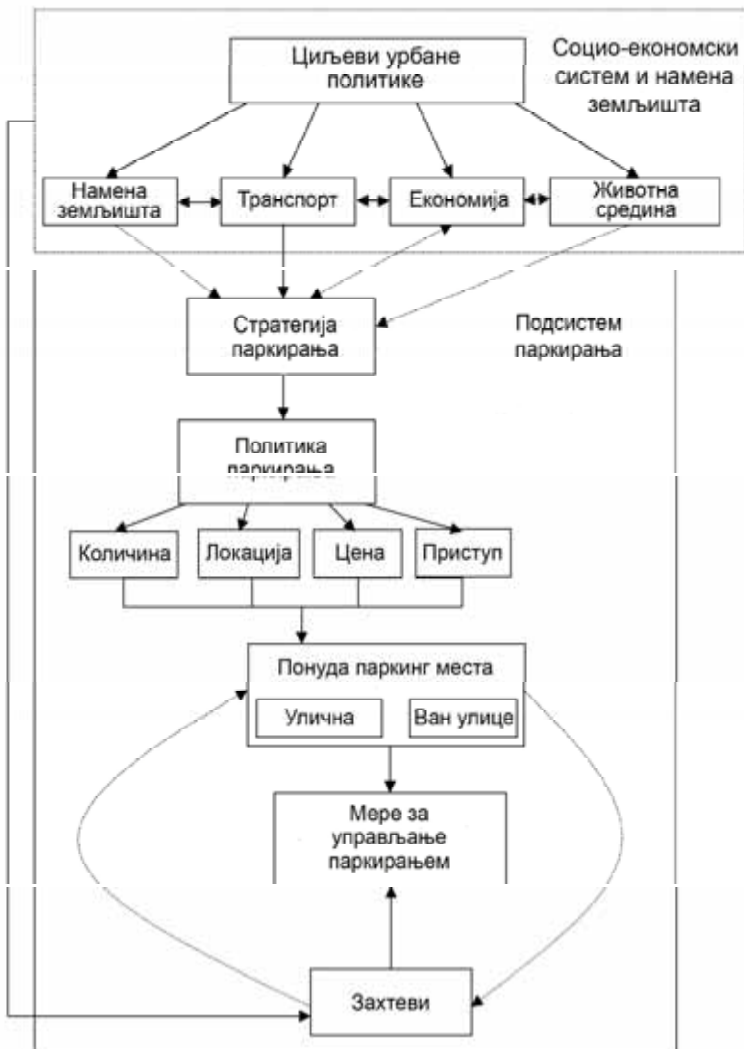 Циљеви урбане
политике
Социо-економски
систем и намена
земљишта
Намена
земљишта
Транспорт
Економија
Животна
средина
Стратегија
паркирања
Подсистем
паркирања
Политика
паркирања
Количина
Локација
Цена
Приступ
Понуда паркинг места
Улична
Ван улице
Мере за
управљање
паркирањем
Захтеви